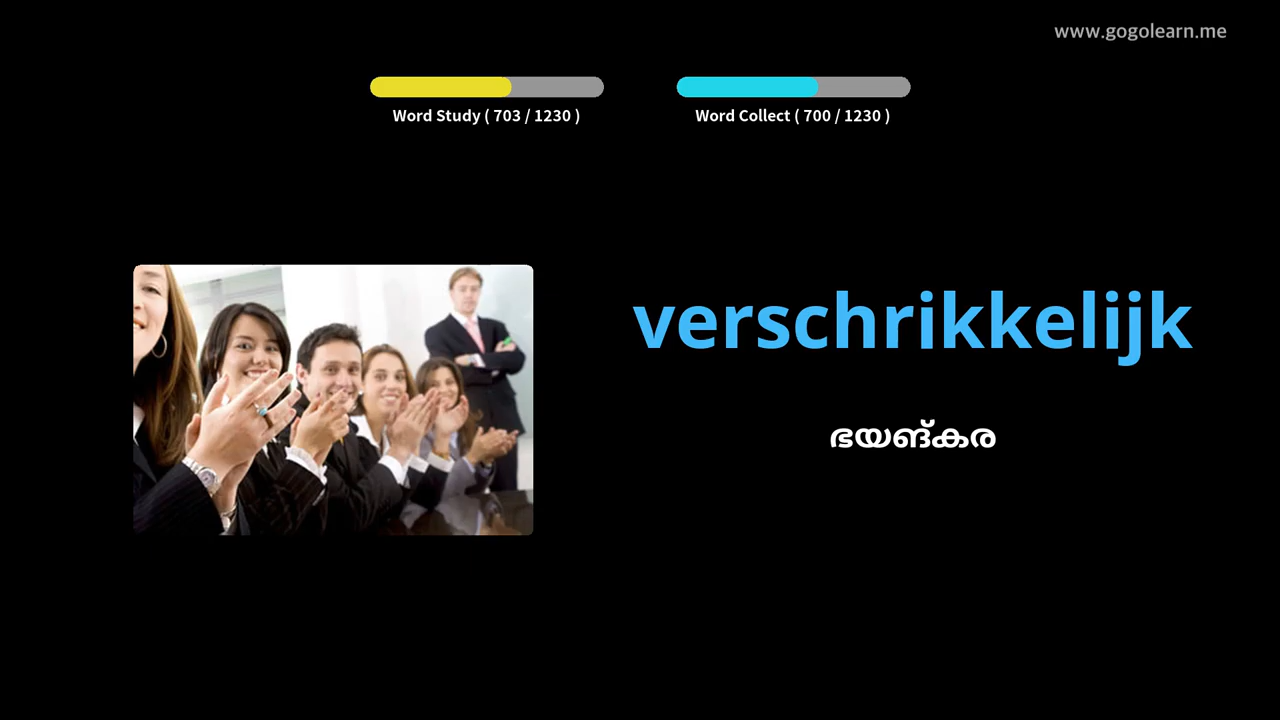 www.gogolearn.me
Word Study ( 703 / 1230 )
Word Collect ( 700 / 1230 )
verschrikkelijk
ഭയങ്കര